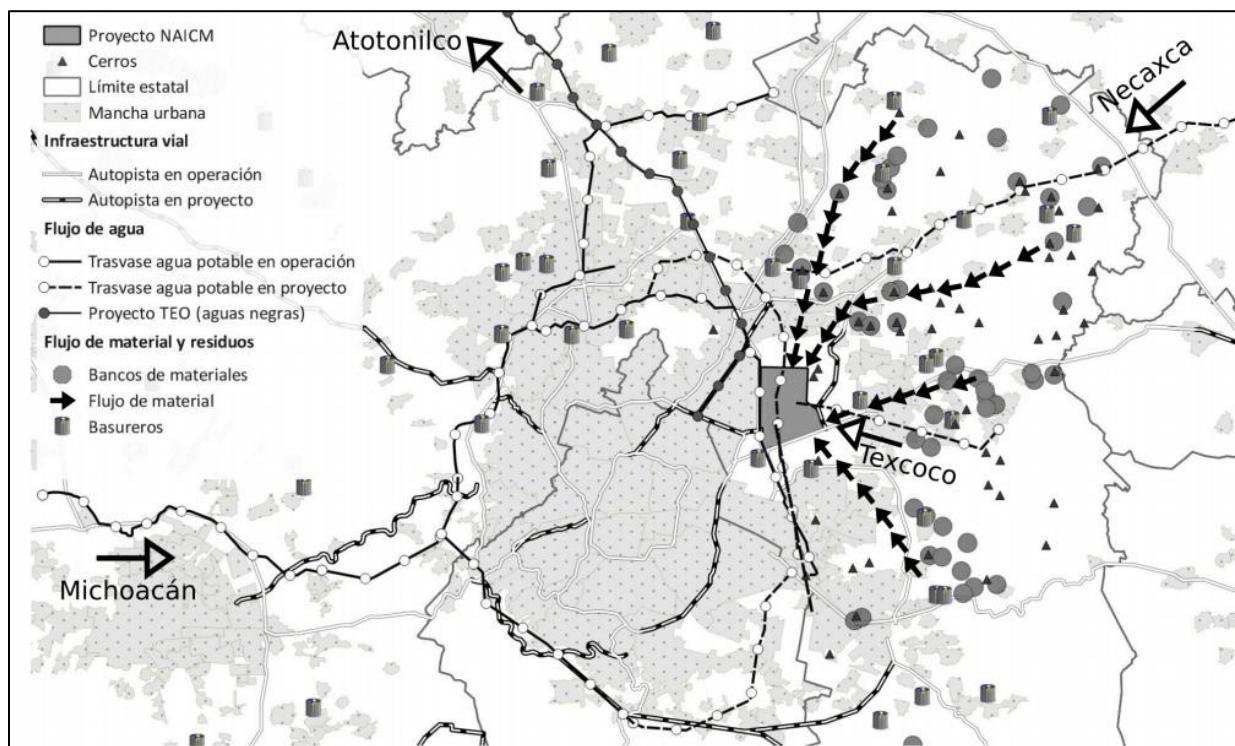 Proyecto NAICM
Cerros
Límite estatal
Mancha urbana
Infraestructura vial
Autopista en operación
Autopista en proyecto
Flujo de agua
Trasvase agua potable en operación
Trasvase agua potable en proyecto
Proyecto TEO (aguas negras)
Flujo de material y residuos
Bancos de materiales
Flujo de material
Basureros
Atotonilco
Necaxca
Texcoco
Michoacán